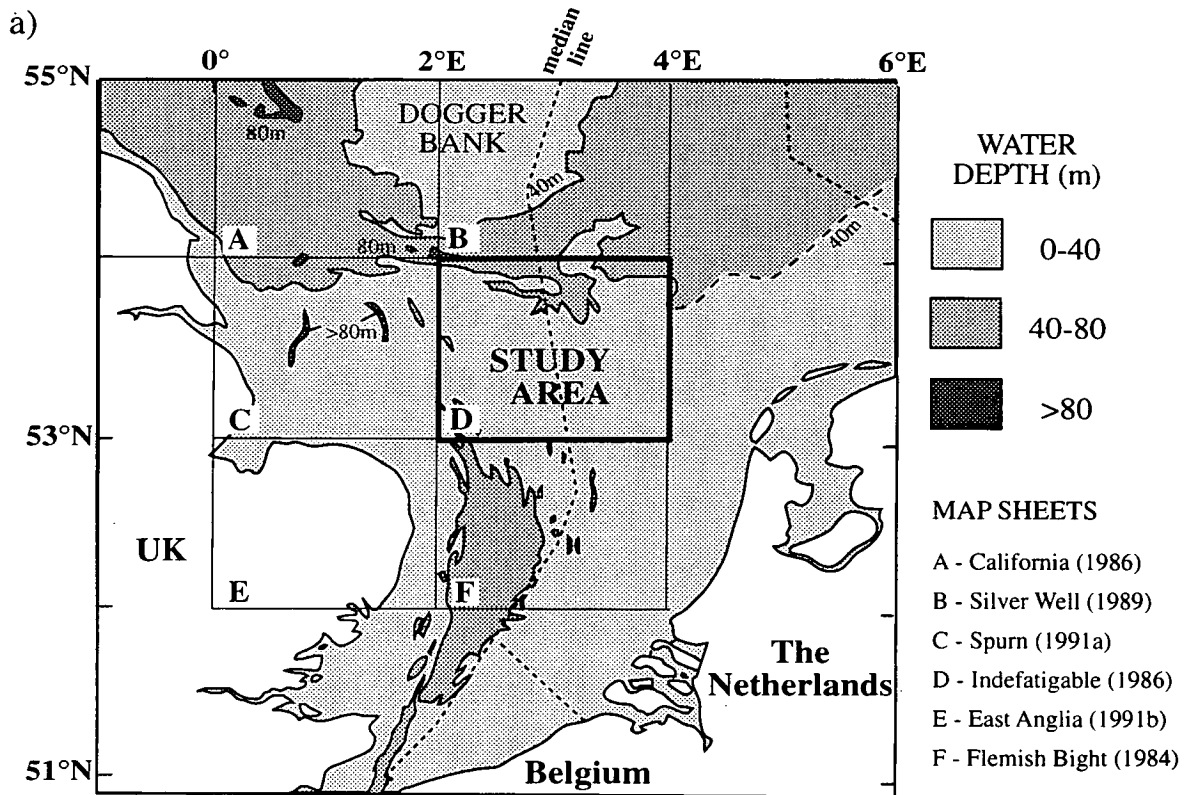 a)
median
line
0°
2°E
4°E
6°E
55°N
DOGGER
BANK
80m
40m
40m
WATER
DEPTH (m)
0-40
40-80
>80
A
B
80m
>80m
STUDY
AREA
C
D
53°N
UK
E
F
The
Netherlands
51°N
Belgium
MAP SHEETS
A - California (1986)
B - Silver Well (1989)
C - Spurn (1991a)
D - Indefatigable (1986)
E - East Anglia (1991b)
F - Flemish Bight (1984)